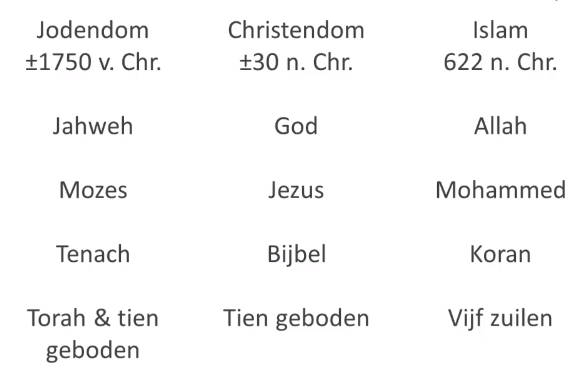 Jodendom Christendom Islam
±1750 v. Chr. ±30 n. Chr. 622 n. Chr.
Jahweh God Allah
Mozes Jezus Mohammed
Tenach Bijbel Koran
Torah & tien Tien geboden Vijf zuilen
geboden